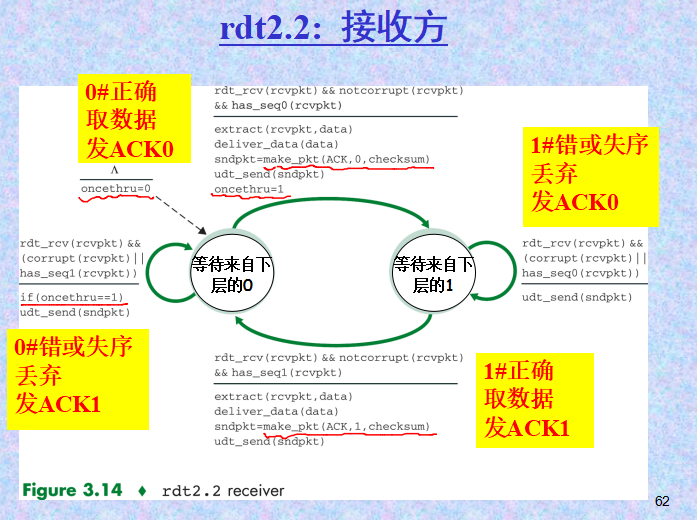 rdt2.2: 接收方
0#正确
取数据
发ACK0
Λ
oncethru=0
rdt_rcv(rcvpkt) && notcorrupt(rcvpkt)
&& has_seq0(rcvpkt)
extract(rcvpkt,data)
deliver_data(data)
sndpkt=make_pkt(ACK,0,checksum)
udt_send(sndpkt)
oncethru=1
1#错或失序
丢弃
发ACK0
rdt_rcv(rcvpkt) &&
(corrupt(rcvpkt)||
has_seq1(rcvpkt))
if(oncethru==1)
udt_send(sndpkt)
等待来自下
层的0
等待来自下
层的1
rdt_rcv(rcvpkt) &&
(corrupt(rcvpkt)||
has_seq0(rcvpkt))
udt_send(sndpkt)
0#错或失序
丢弃
发ACK1
rdt_rcv(rcvpkt) && notcorrupt(rcvpkt)
&& has_seq1(rcvpkt)
extract(rcvpkt,data)
deliver_data(data)
sndpkt=make_pkt(ACK,1,checksum)
udt_send(sndpkt)
1#正确
取数据
发ACK1
Figure 3.14 ♦ rdt2.2 receiver
62